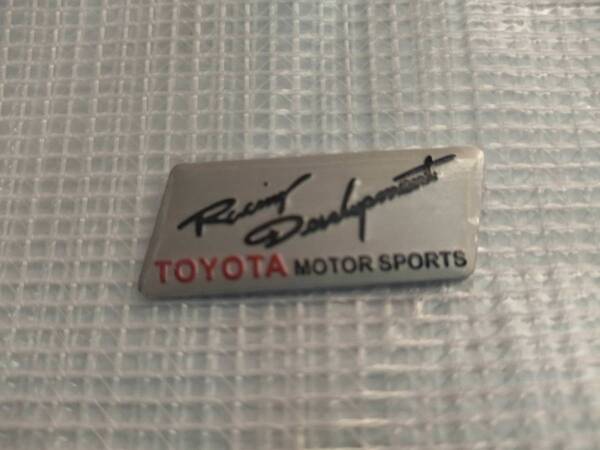 Racing
Development
TOYOTA MOTOR SPORTS